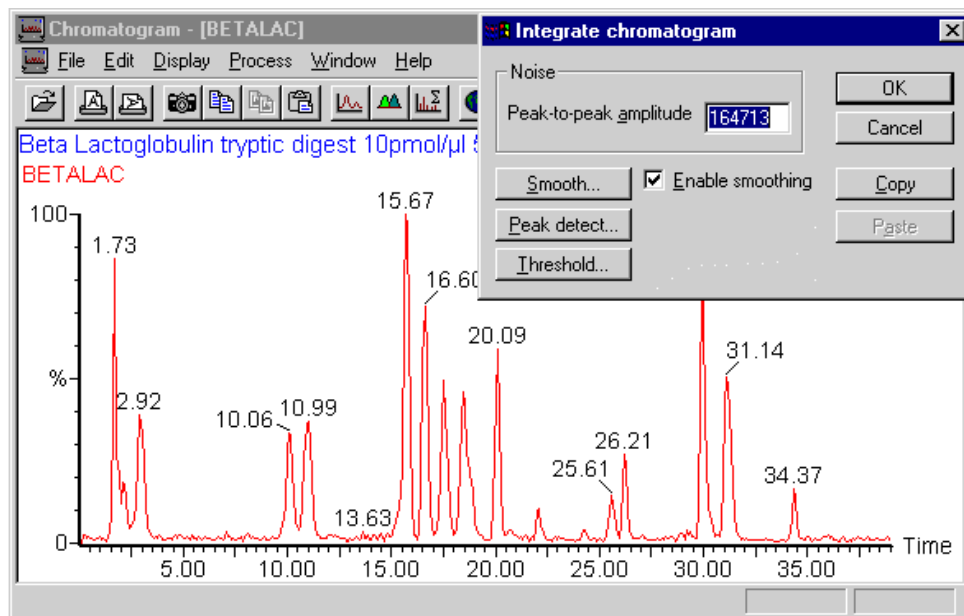 Chromatogram - [BETALAC]
File Edit Display Process Window Help
Integrate chromatogram
Noise
Peak-to-peak amplitude 164713
OK
Cancel
Smooth... Enable smoothing
Copy
Peak detect...
Paste
Threshold...
Beta Lactoglobulin tryptic digest 10pmol/µl
BETALAC
100
%
0
1.73
2.92
10.06
10.99
13.63
15.67
16.60
20.09
25.61
26.21
31.14
34.37
5.00 10.00 15.00 20.00 25.00 30.00 35.00
Time